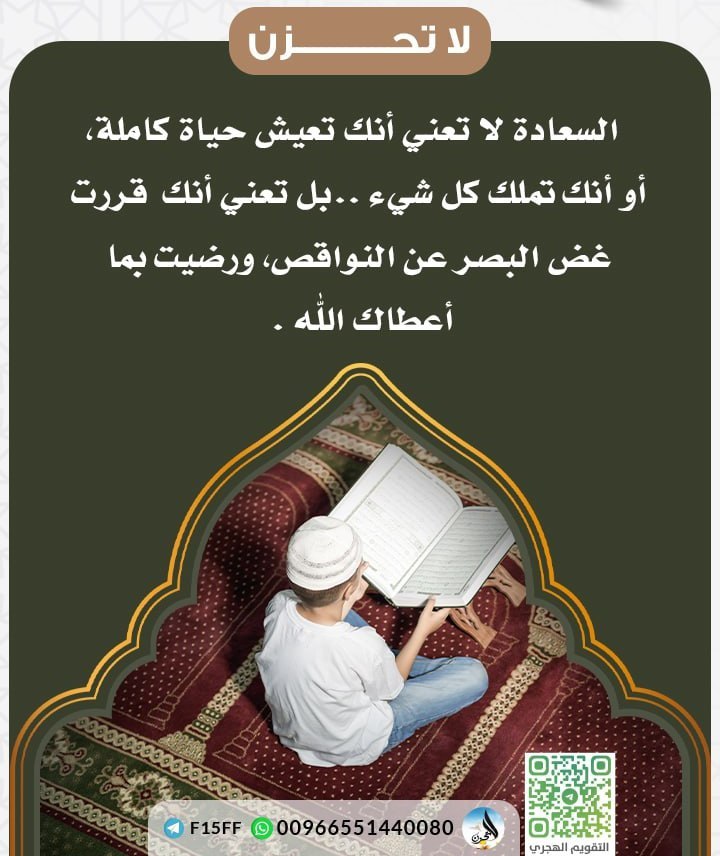 لا تحـــــزن
السعادة لا تعني أنك تعيش حياة كاملة،
أو أنك تملك كل شيء ..بل تعني أنك قررت
غض البصر عن النواقص، ورضيت بما
أعطاك الله .
F15FF 00966551440080
التقويم الهجري